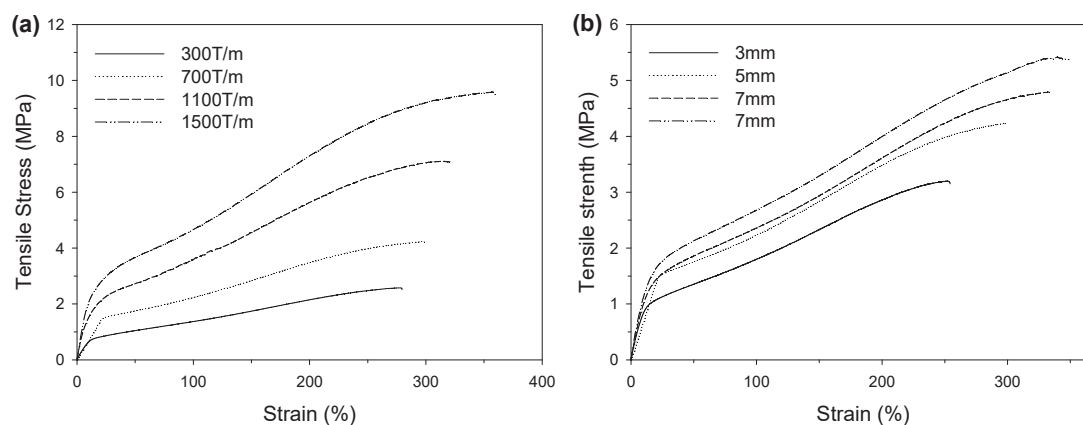 (a)
12
10
8
6
4
2
0
Tensile Stress (MPa)
300T/m
700T/m
1100T/m
1500T/m
0 100 200 300 400
Strain (%)
(b)
6
5
4
3
2
1
0
Tensile strenth (MPa)
3mm
5mm
7mm
7mm
0 100 200 300
Strain (%)